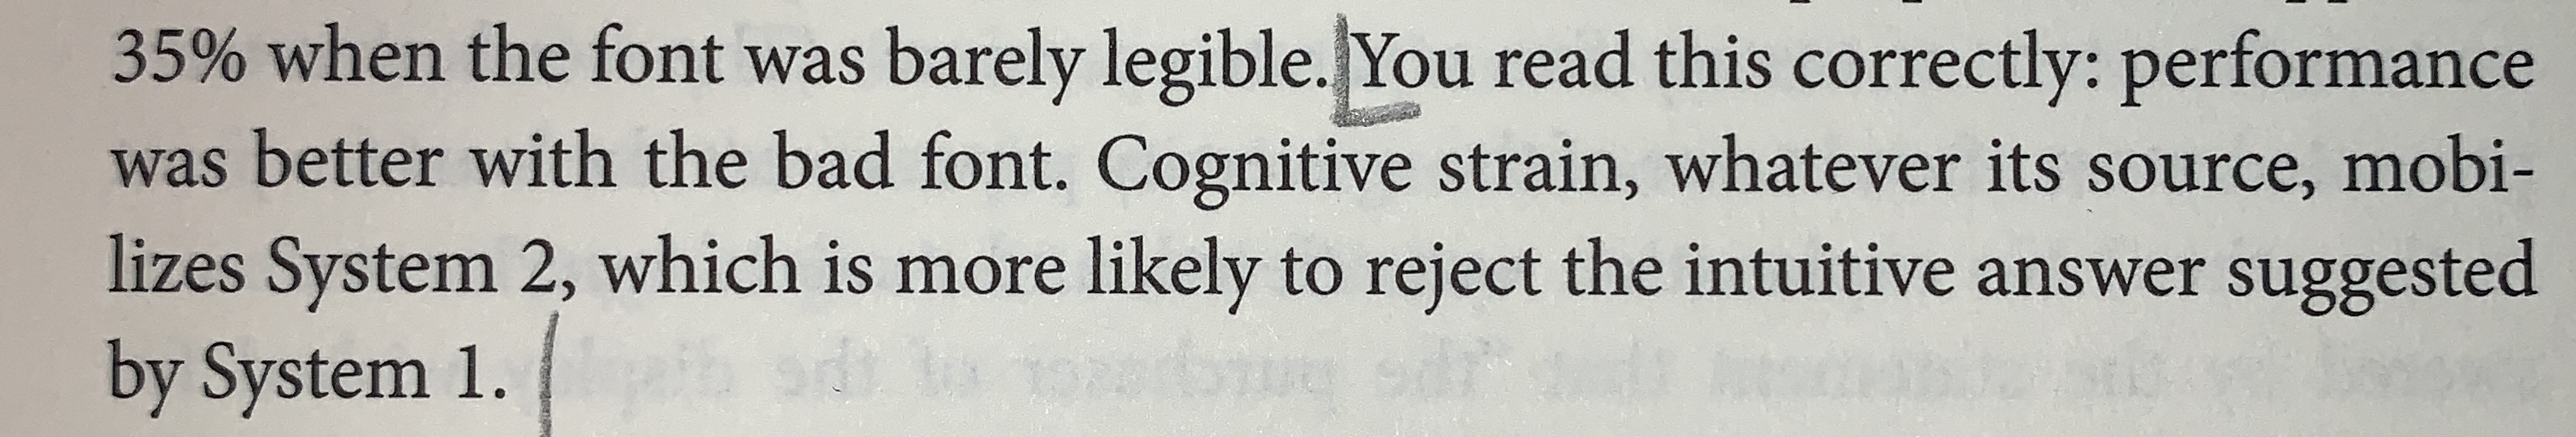 35% when the font was barely legible. You read this correctly: performance
was better with the bad font. Cognitive strain, whatever its source, mobi-
lizes System 2, which is more likely to reject the intuitive answer suggested
by System 1.